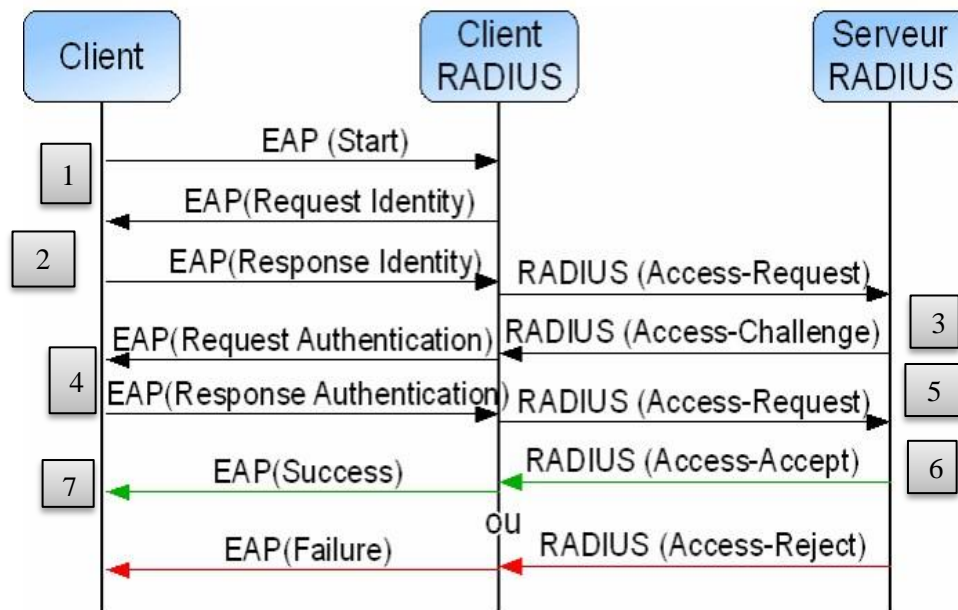 Client
Client
RADIUS
Serveur
RADIUS
EAP (Start)
1
EAP(Request Identity)
2
EAP(Response Identity)
RADIUS (Access-Request)
3
RADIUS (Access-Challenge)
EAP(Request Authentication)
4
EAP(Response Authentication)
RADIUS (Access-Request)
5
RADIUS (Access-Accept)
6
EAP(Success)
7
ou
EAP(Failure)
RADIUS (Access-Reject)